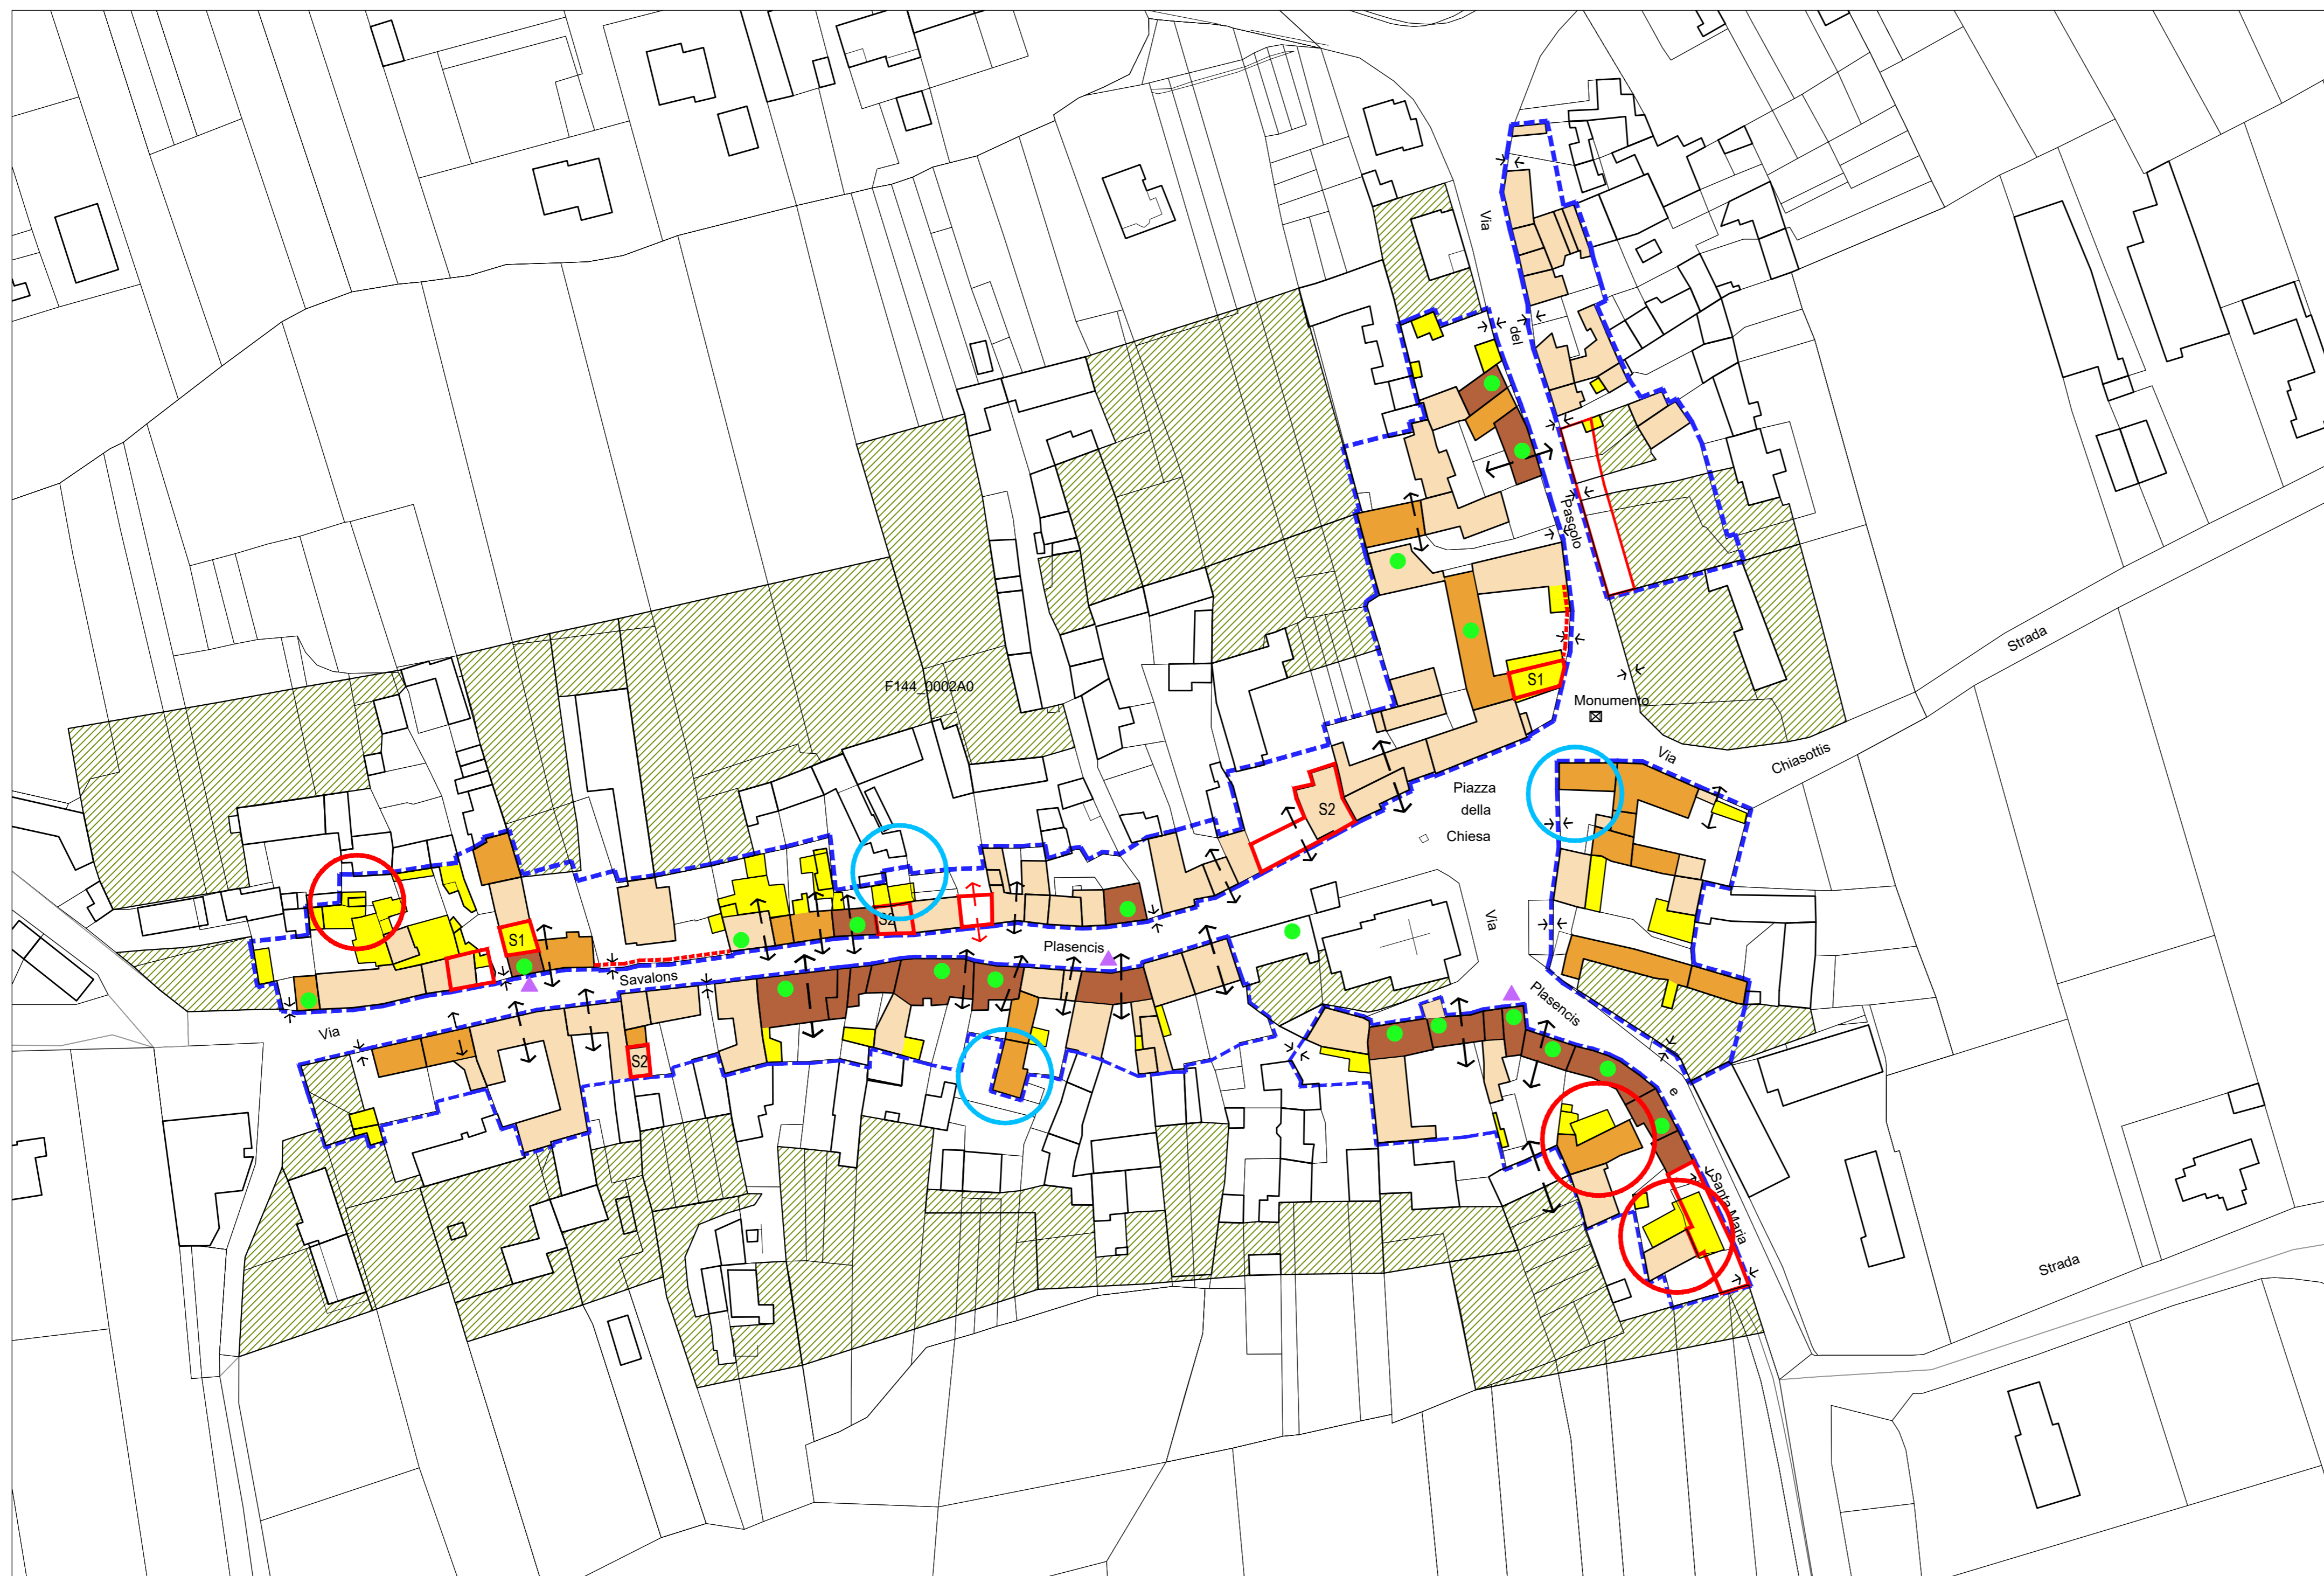 Via
del
Pascolo
Strada
F144_0002A0
S1
Monumento
Via
Chiasottis
Piazza
della
Chiesa
S2
S2
S1
Via
Plasencis
Savalons
Via
Plasencis
S2
e
Santa Maria
Strada